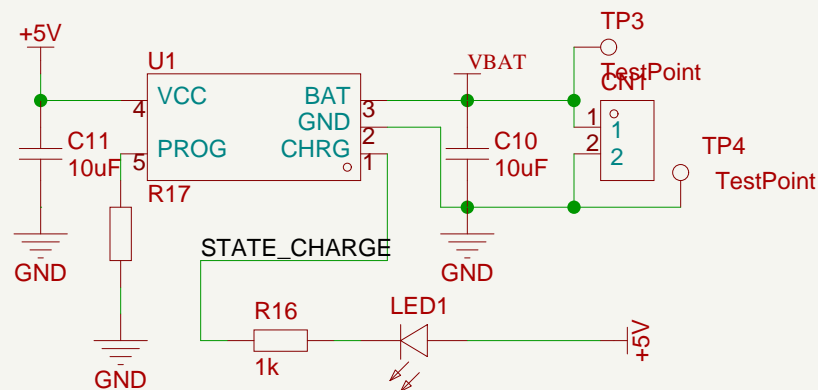 +5V
TP3
U1
VBAT
TestPoint
CN1
VCC
BAT
4
3
GND
1
1
C11
2
C10
2
2
TP4
PROG
CHRG
10uF
5
1
10uF
TestPoint
R17
STATE_CHARGE
GND
GND
R16
LED1
+5V
1k
GND